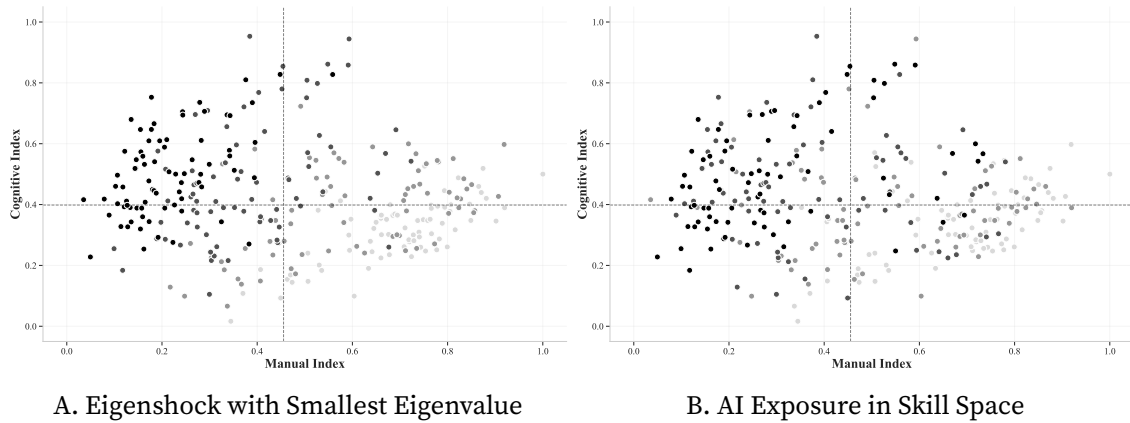 1.0
0.8
0.6
0.4
0.2
0.0
Cognitive Index
0.0 0.2 0.4 0.6 0.8 1.0
Manual Index
A. Eigenshock with Smallest Eigenvalue
1.0
0.8
0.6
0.4
0.2
0.0
Cognitive Index
0.0 0.2 0.4 0.6 0.8 1.0
Manual Index
B. AI Exposure in Skill Space